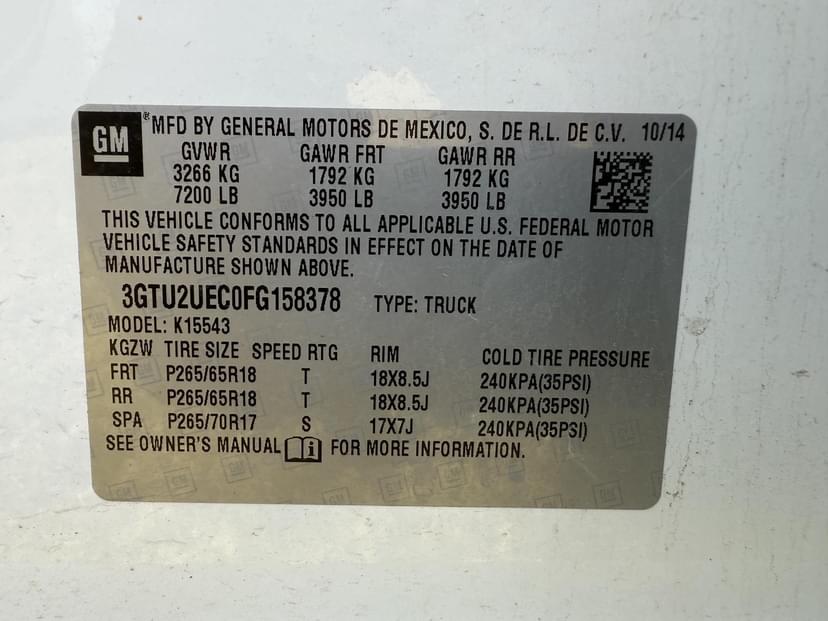 GM ® MFD BY GENERAL MOTORS DE MEXICO, S. DE R.L. DE C.V. 10/14
GVWR GAWR FRT GAWR RR
3266 KG 1792 KG 1792 KG
7200 LB 3950 LB 3950 LB
THIS VEHICLE CONFORMS TO ALL APPLICABLE U.S. FEDERAL MOTOR
VEHICLE SAFETY STANDARDS IN EFFECT ON THE DATE OF
MANUFACTURE SHOWN ABOVE.
3GTU2UEC0FG158378 TYPE: TRUCK
MODEL: K15543
KGZW TIRE SIZE SPEED RTG RIM COLD TIRE PRESSURE
FRT P265/65R18 T 18X8.5J 240KPA(35PSI)
RR P265/65R18 T 18X8.5J 240KPA(35PSI)
SPA P265/70R17 S 17X7J 240KPA(35PSI)
SEE OWNER'S MANUAL i FOR MORE INFORMATION.